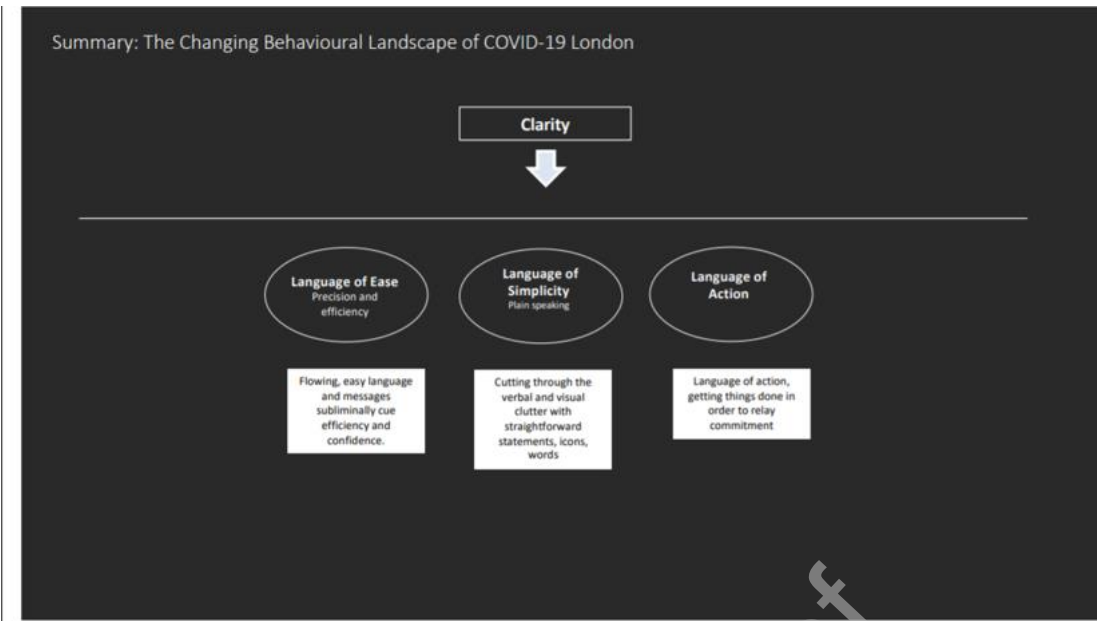 Summary: The Changing Behavioural Landscape of COVID-19 London
Clarity
Language of Ease
Precision and
efficiency
Language of
Simplicity
Plain speaking
Language of
Action
Flowing, easy language
and messages
subliminally cue
efficiency and
confidence.
Cutting through the
verbal and visual
clutter with
straightforward
statements, icons,
words
Language of action,
getting things done in
order to relay
commitment